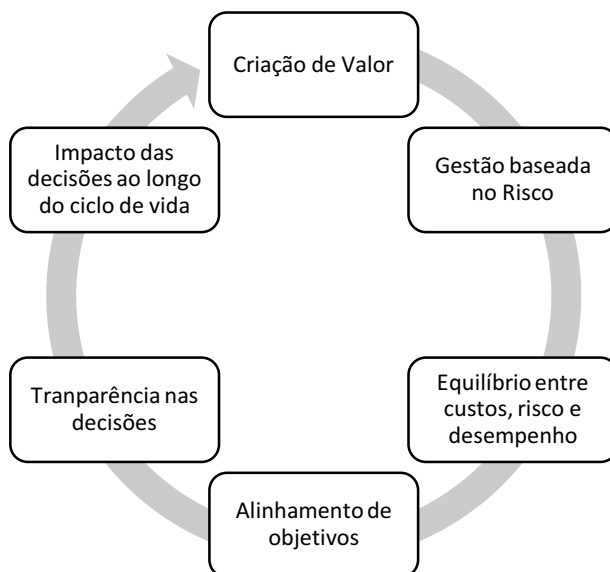 Criação de Valor
Gestão baseada
no Risco
Equilíbrio entre
custos, risco e
desempenho
Alinhamento de
objetivos
Tranparência nas
decisões
Impacto das
decisões ao longo
do ciclo de vida